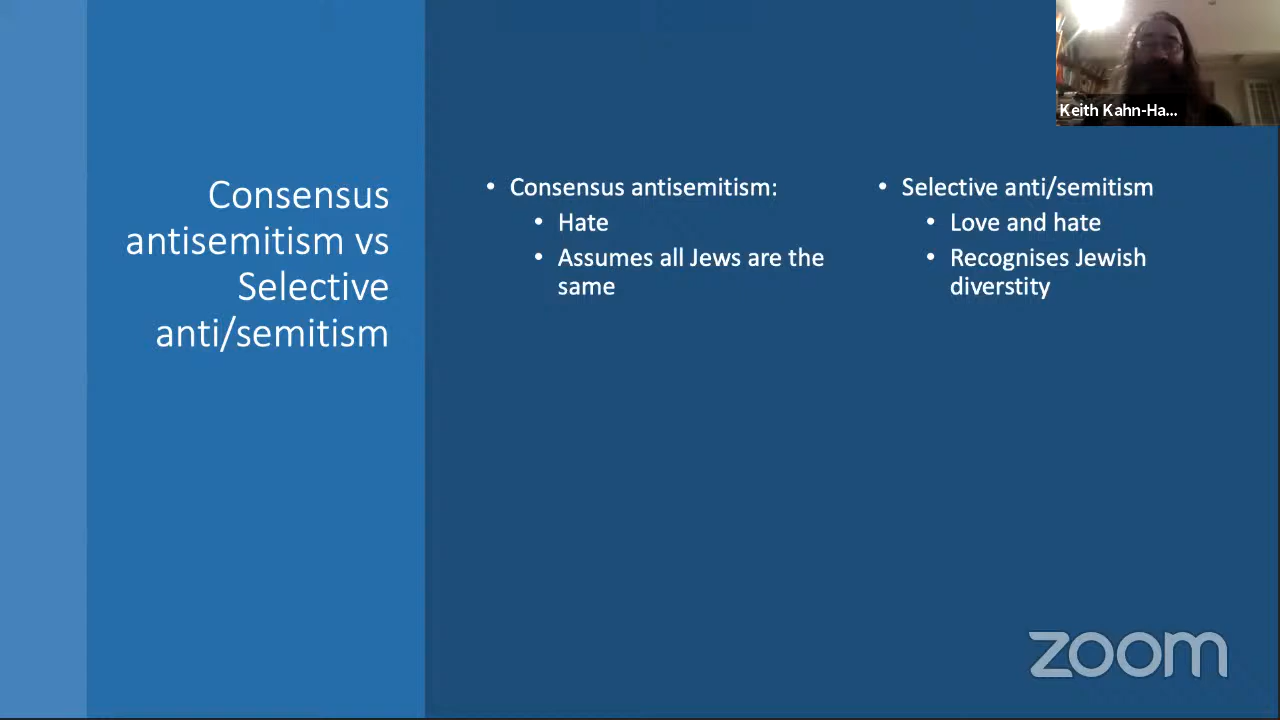 Keith Kahn-Ha...
Consensus
antisemitism vs
Selective
anti/semitism
• Consensus antisemitism:
• Hate
• Assumes all Jews are the
same
• Selective anti/semitism
• Love and hate
• Recognises Jewish
diverstity
zoom